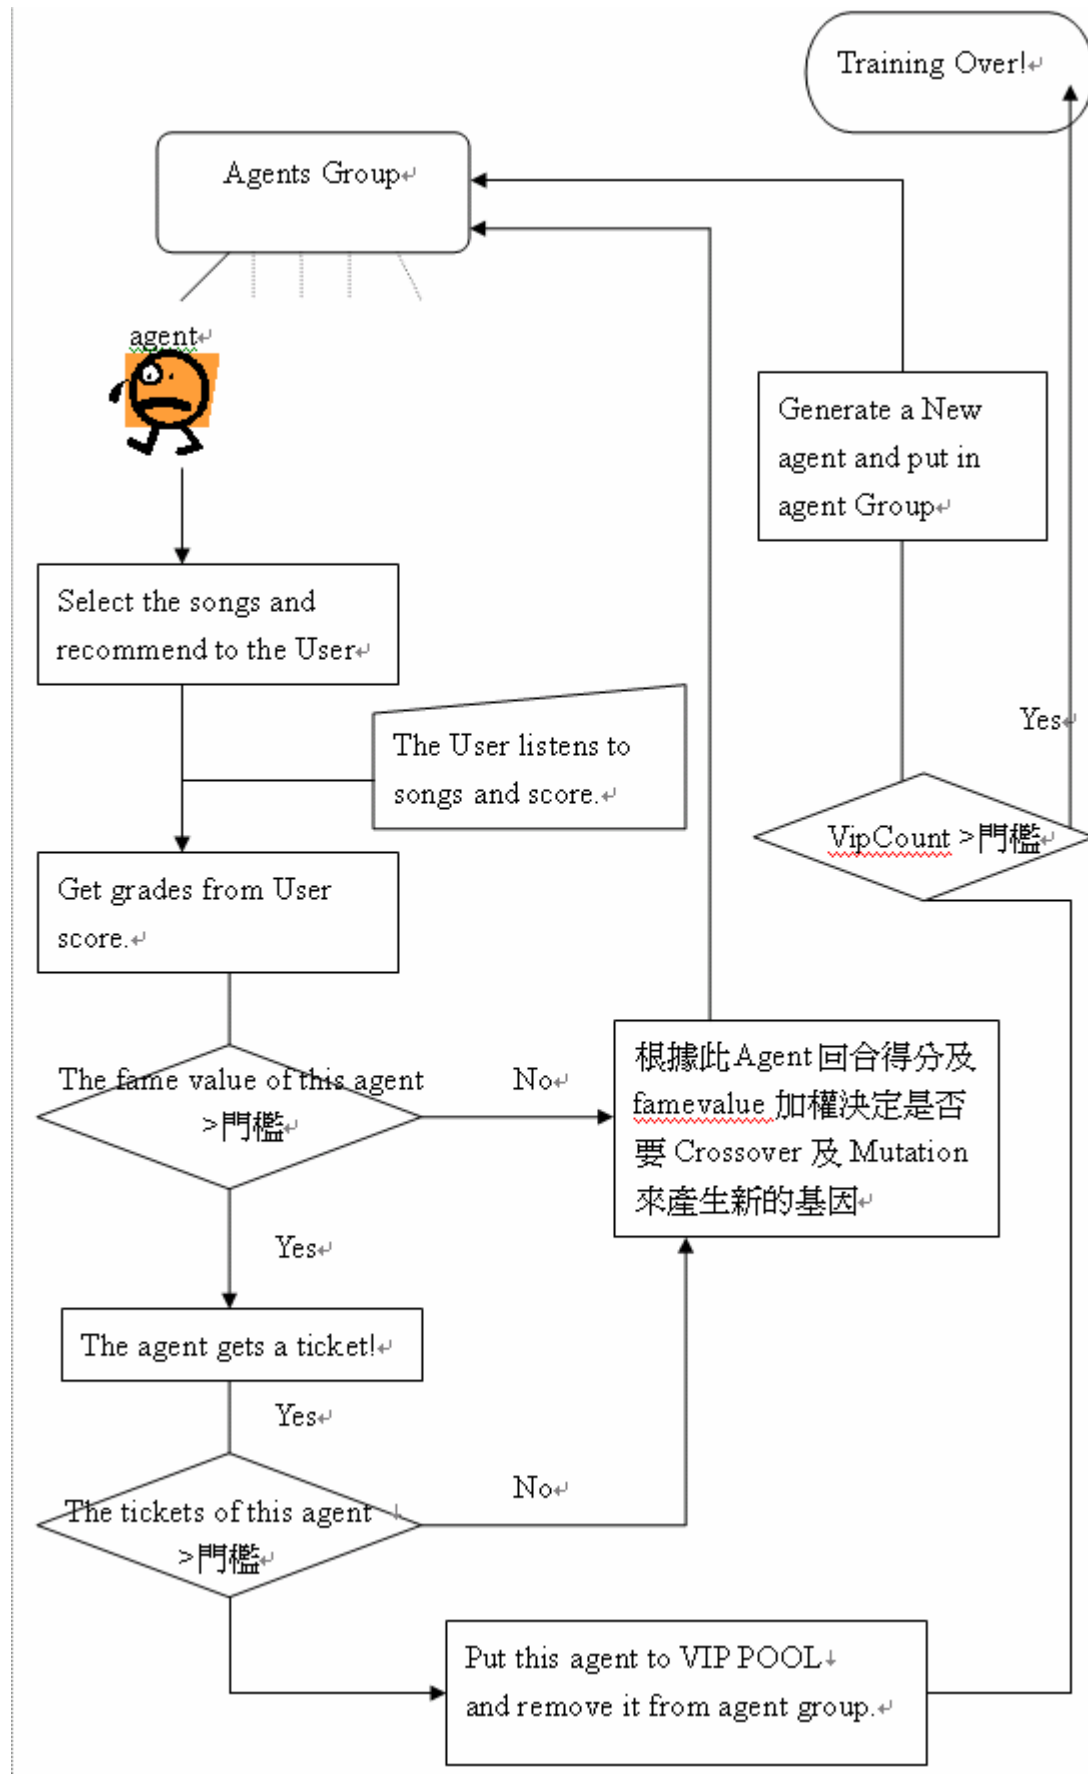 Training Over!
Agents Group
agent
Generate a New
agent and put in
agent Group
Select the songs and
recommend to the User
The User listens to
songs and score.
Yes
VipCount >門檻
Get grades from User
score.
The fame value of this agent
>門檻
No
根據此 Agent 回合得分及
famevalue 加權決定是否
要 Crossover 及 Mutation
來產生新的基因
Yes
The agent gets a ticket!
Yes
The tickets of this agent
>門檻
No
Put this agent to VIP POOL
and remove it from agent group.